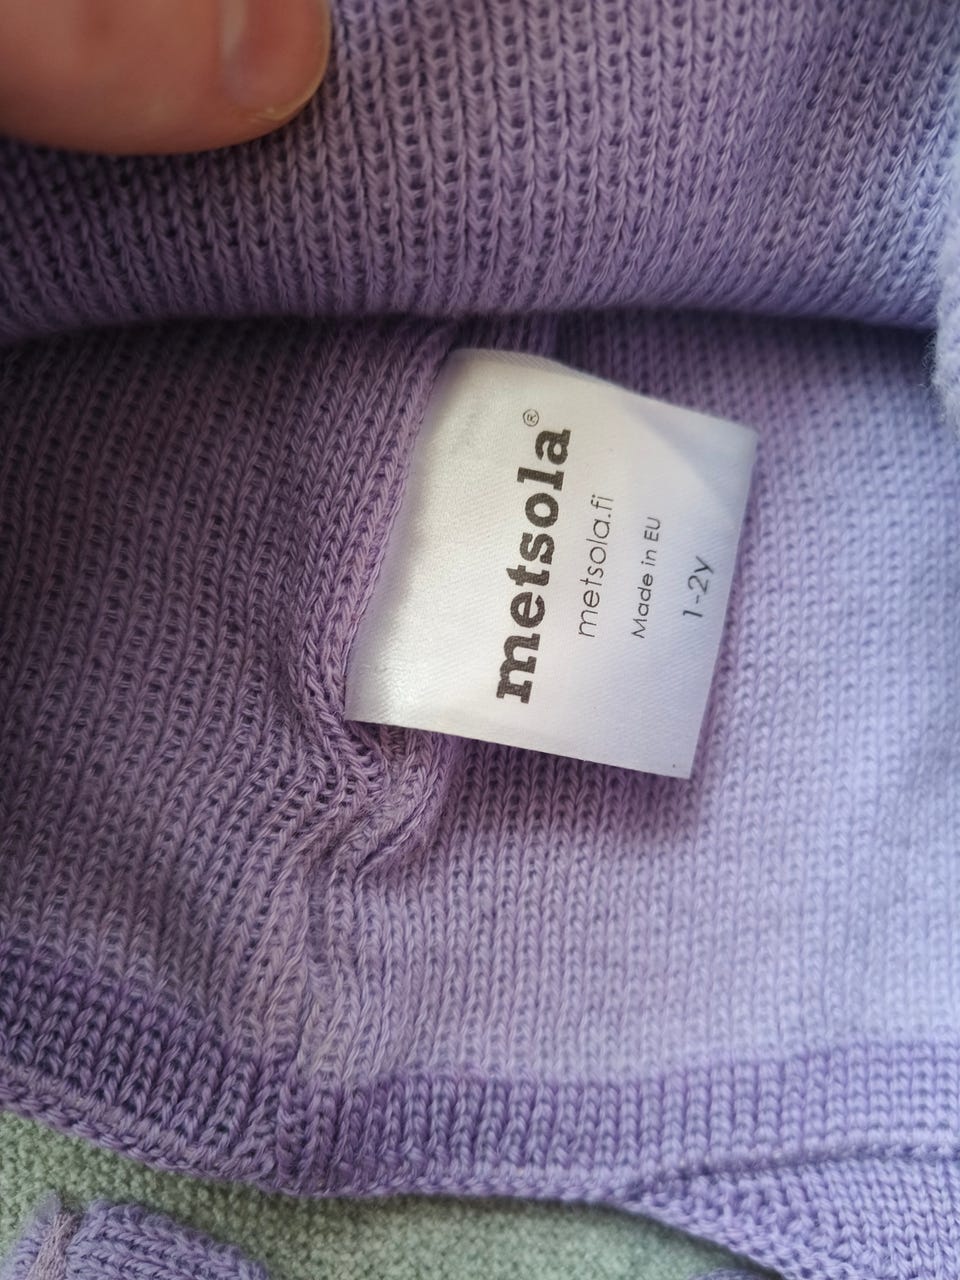 metsola®
metsola.fi
Made in EU
1-2y